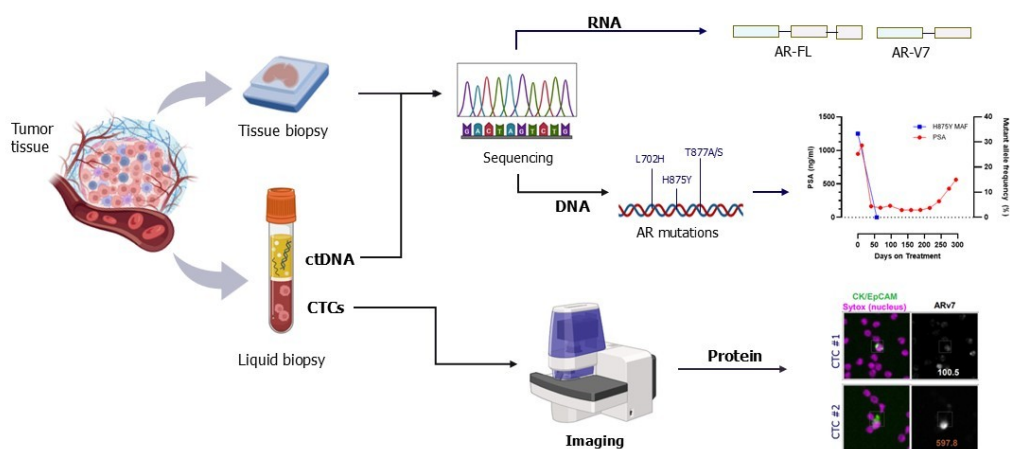 RNA
AR-FL
AR-V7
Tumor
tissue
Tissue biopsy
G A C T A G T C T G
Sequencing
L702H
T877A/S
H875Y
DNA
AR mutations
1500
1000
500
0
PSA (ng/ml)
H875Y MAF
PSA
40
30
20
10
0
Mutant allele frequency (%)
0 50 100 150 200 250 300
Days on Treatment
ctDNA
CTCs
Liquid biopsy
Imaging
Protein
CK/EpCAM
Sytox (nucleus)
ARv7
CTC #1
100.5
CTC #2
597.8